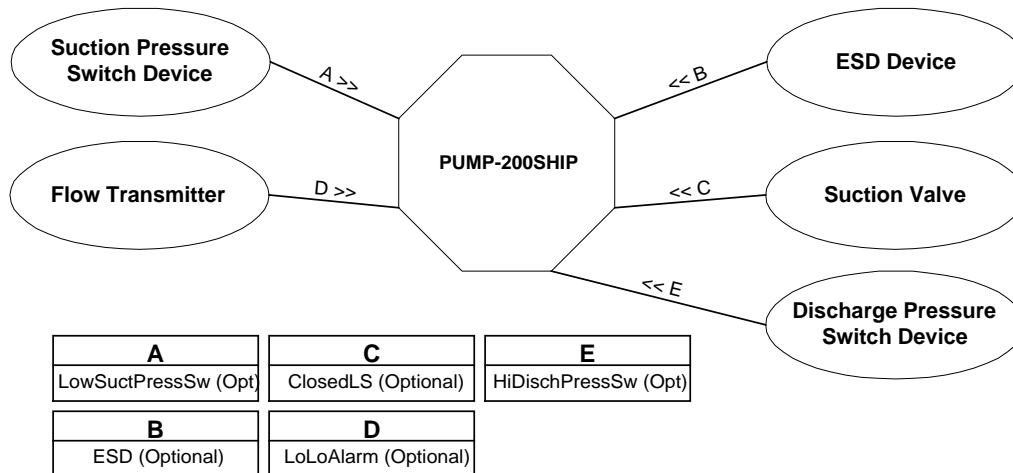 Suction Pressure
Switch Device
A >>
<< B
ESD Device
PUMP-200SHIP
Flow Transmitter
D >>
<< C
Suction Valve
<< E
Discharge Pressure
Switch Device
A
LowSuctPressSw (Opt)
C
ClosedLS (Optional)
E
HiDischPressSw (Opt)
B
ESD (Optional)
D
LoLoAlarm (Optional)